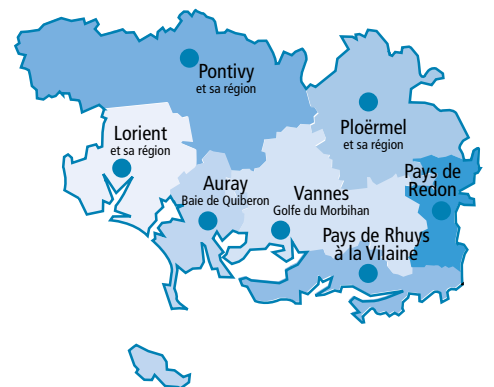 Pontivy
et sa région
Ploërmel
et sa région
Lorient
et sa région
Pays de
Redon
Auray
Baie de Quiberon
Vannes
Golfe du Morbihan
Pays de Rhuys
à la Vilaine